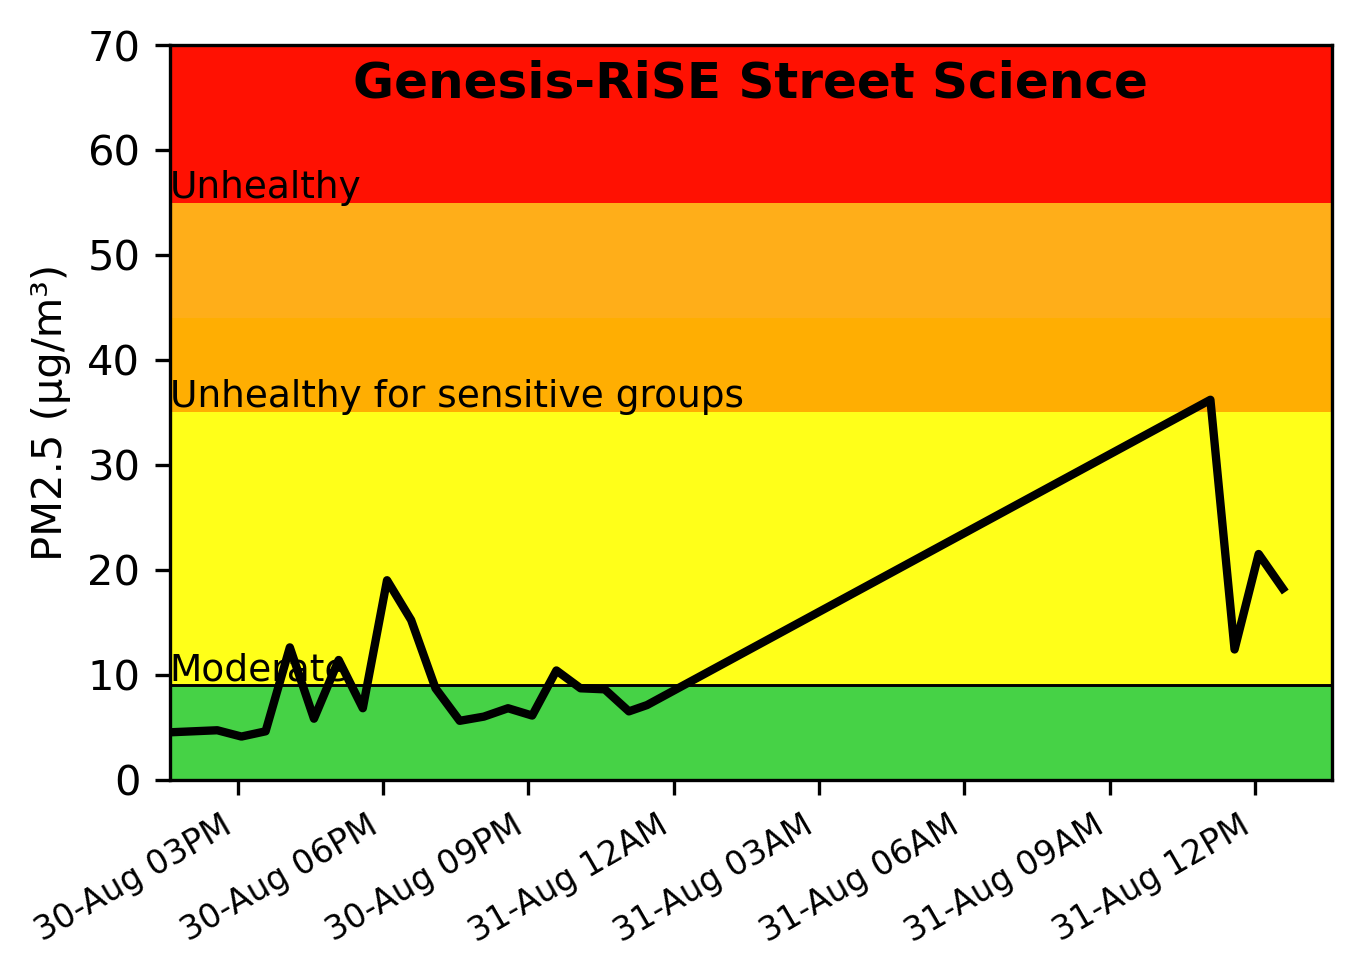 Genesis-RiSE Street Science
70
60
50
40
30
20
10
0
PM2.5 (µg/m³)
Unhealthy
Unhealthy for sensitive groups
Moderate
30-Aug 03PM
30-Aug 06PM
30-Aug 09PM
31-Aug 12AM
31-Aug 03AM
31-Aug 06AM
31-Aug 09AM
31-Aug 12PM